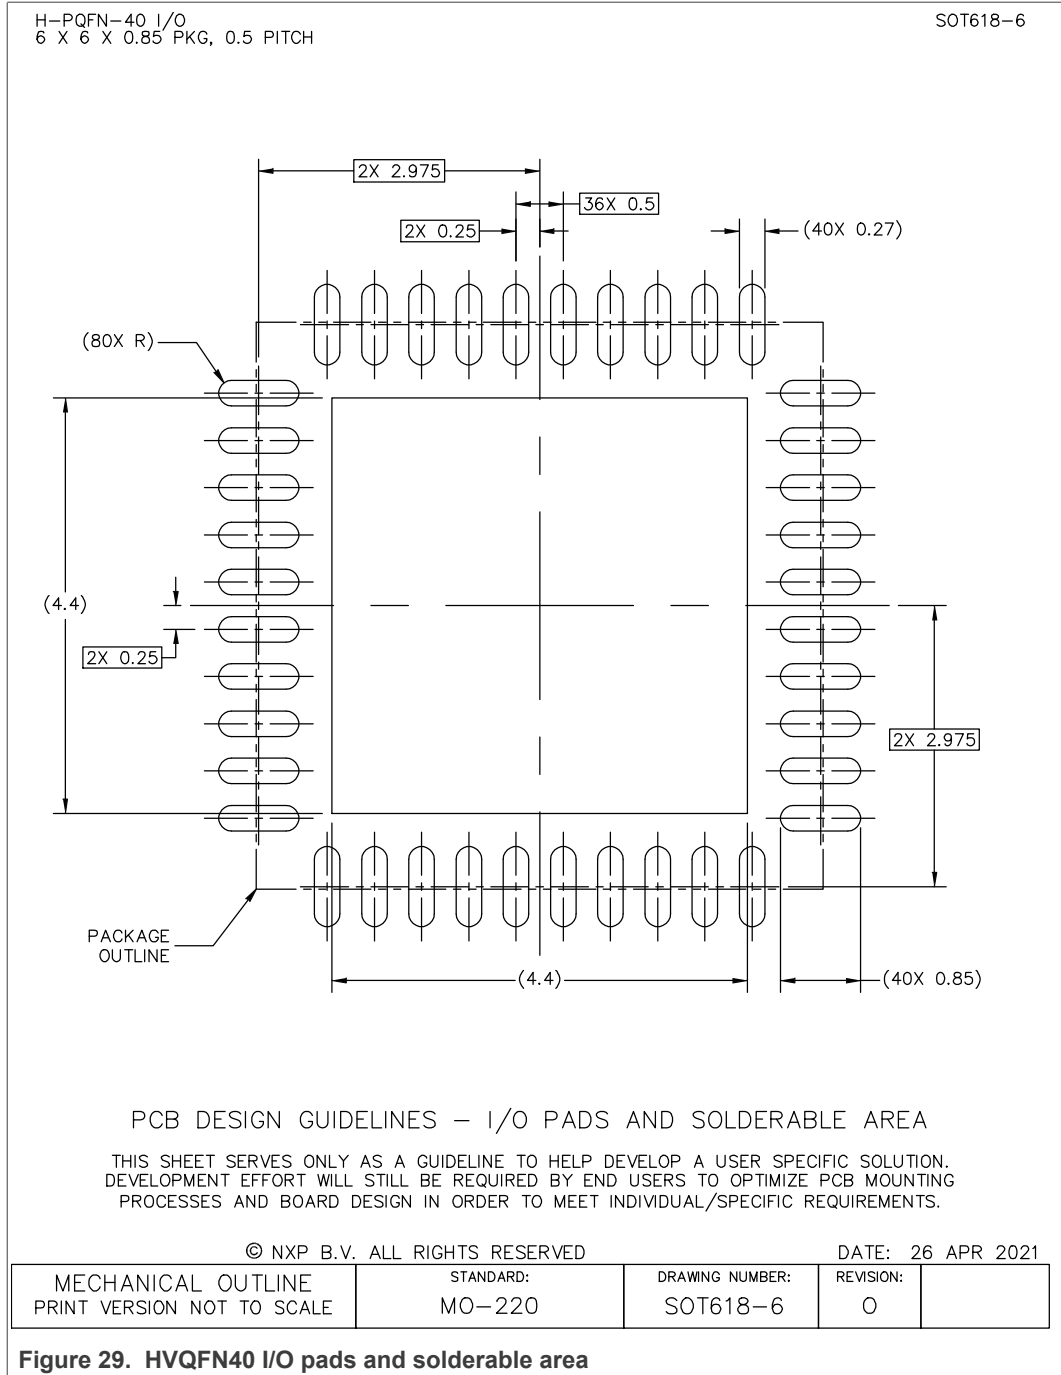 H-PQFN-40 I/O
SOT618-6
6 X 6 X 0.85 PKG, 0.5 PITCH
2X 2.975
36X 0.5
2X 0.25
(40X 0.27)
(80X R)
(4.4)
2X 0.25
2X 2.975
PACKAGE
OUTLINE
(4.4)
(40X 0.85)
PCB DESIGN GUIDELINES - I/O PADS AND SOLDERABLE AREA
THIS SHEET SERVES ONLY AS A GUIDELINE TO HELP DEVELOP A USER SPECIFIC SOLUTION.
DEVELOPMENT EFFORT WILL STILL BE REQUIRED BY END USERS TO OPTIMIZE PCB MOUNTING
PROCESSES AND BOARD DESIGN IN ORDER TO MEET INDIVIDUAL/SPECIFIC REQUIREMENTS.
© NXP B.V. ALL RIGHTS RESERVED
DATE: 26 APR 2021
MECHANICAL OUTLINE
PRINT VERSION NOT TO SCALE
STANDARD:
MO-220
DRAWING NUMBER:
SOT618-6
REVISION:
O
Figure 29. HVQFN40 I/O pads and solderable area